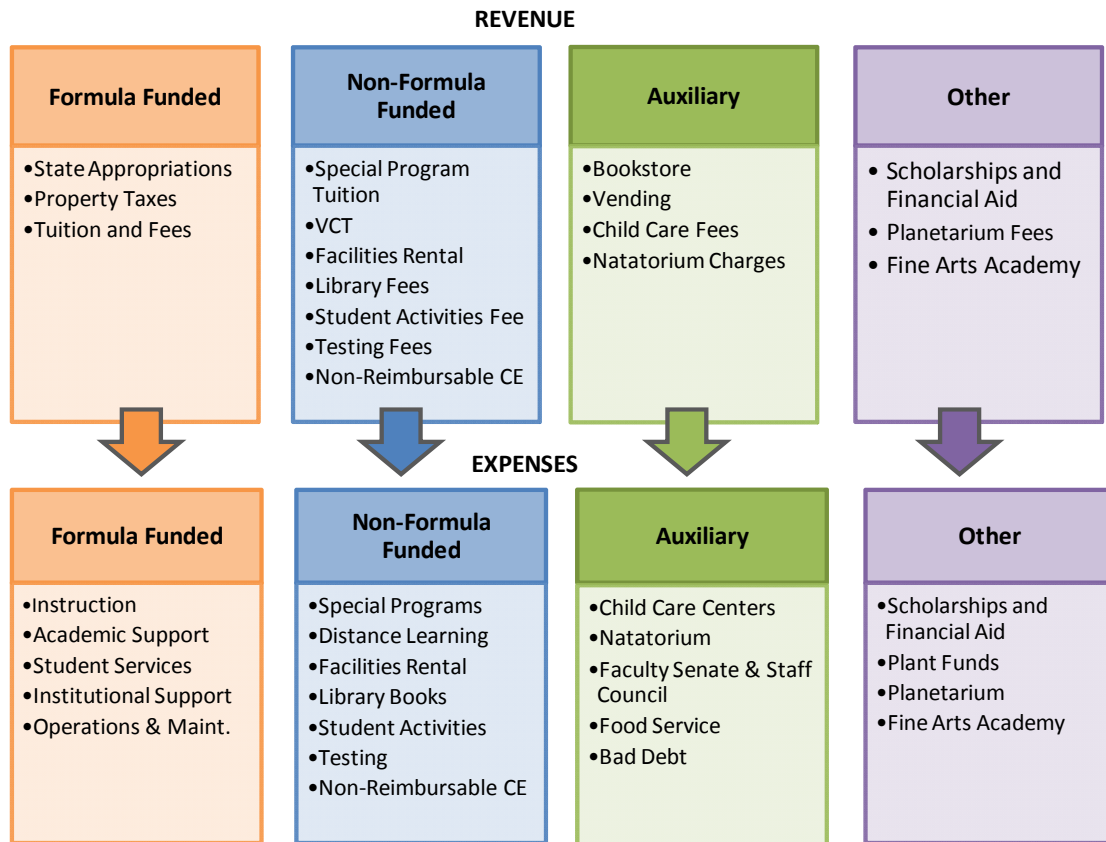 REVENUE
Formula Funded
•State Appropriations
•Property Taxes
•Tuition and Fees
Non-Formula
Funded
•Special Program
Tuition
•VCT
•Facilities Rental
•Library Fees
•Student Activities Fee
•Testing Fees
•Non-Reimbursable CE
Auxiliary
•Bookstore
•Vending
•Child Care Fees
•Natatorium Charges
Other
• Scholarships and
Financial Aid
• Planetarium Fees
• Fine Arts Academy
EXPENSES
Formula Funded
•Instruction
•Academic Support
•Student Services
•Institutional Support
•Operations & Maint.
Non-Formula
Funded
•Special Programs
•Distance Learning
•Facilities Rental
•Library Books
•Student Activities
•Testing
•Non-Reimbursable CE
Auxiliary
•Child Care Centers
•Natatorium
•Faculty Senate & Staff
Council
•Food Service
•Bad Debt
Other
•Scholarships and
Financial Aid
•Plant Funds
•Planetarium
•Fine Arts Academy